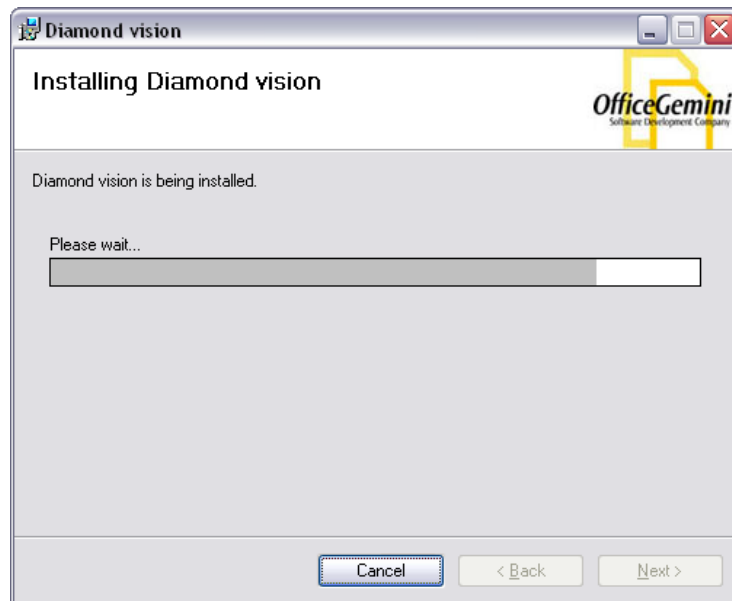 Diamond vision
Installing Diamond vision
OfficeGemini
Software Development Company
Diamond vision is being installed.
Please wait...
Cancel
< Back
Next >